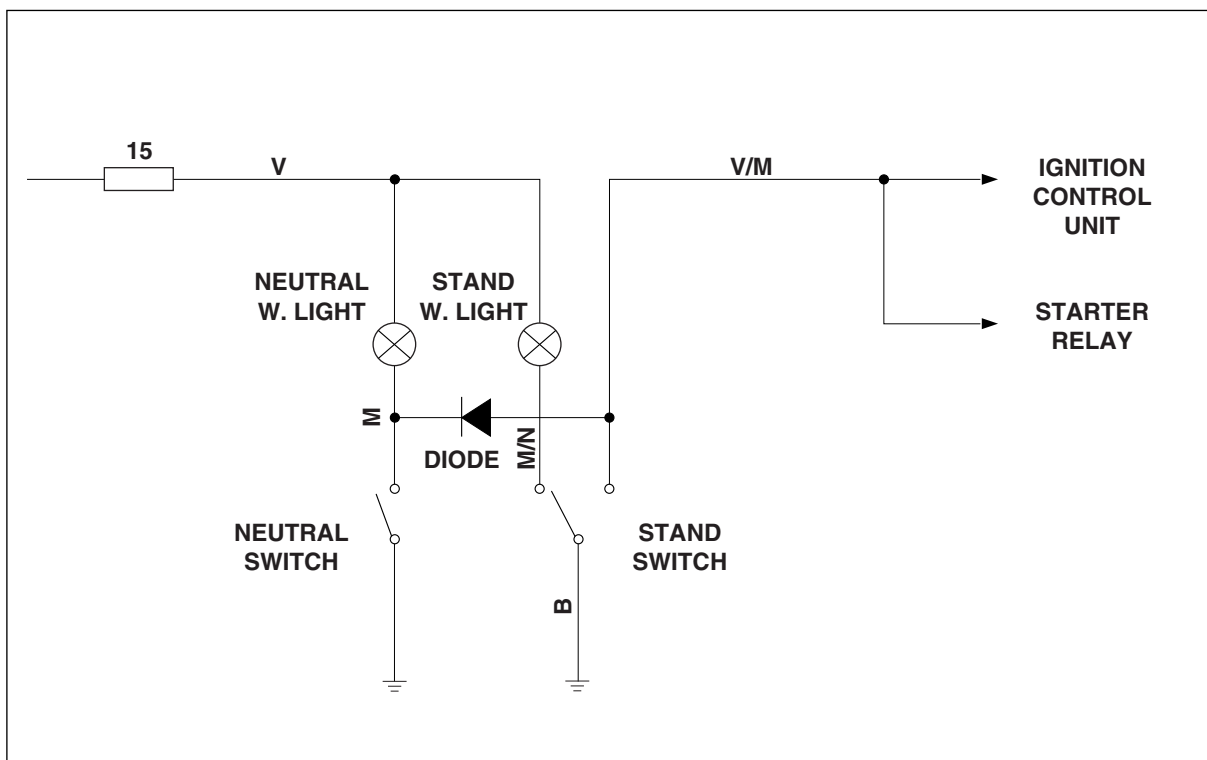 15
V
V/M
IGNITION
CONTROL
UNIT
NEUTRAL
W. LIGHT
STAND
W. LIGHT
STARTER
RELAY
M
DIODE
M/N
NEUTRAL
SWITCH
STAND
SWITCH
B